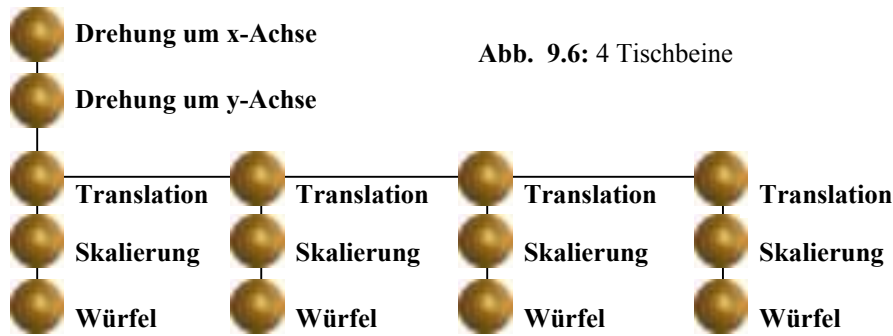 Drehung um x-Achse
Abb. 9.6: 4 Tischbeine
Drehung um y-Achse
Translation Translation Translation Translation
Skalierung Skalierung Skalierung Skalierung
Würfel Würfel Würfel Würfel